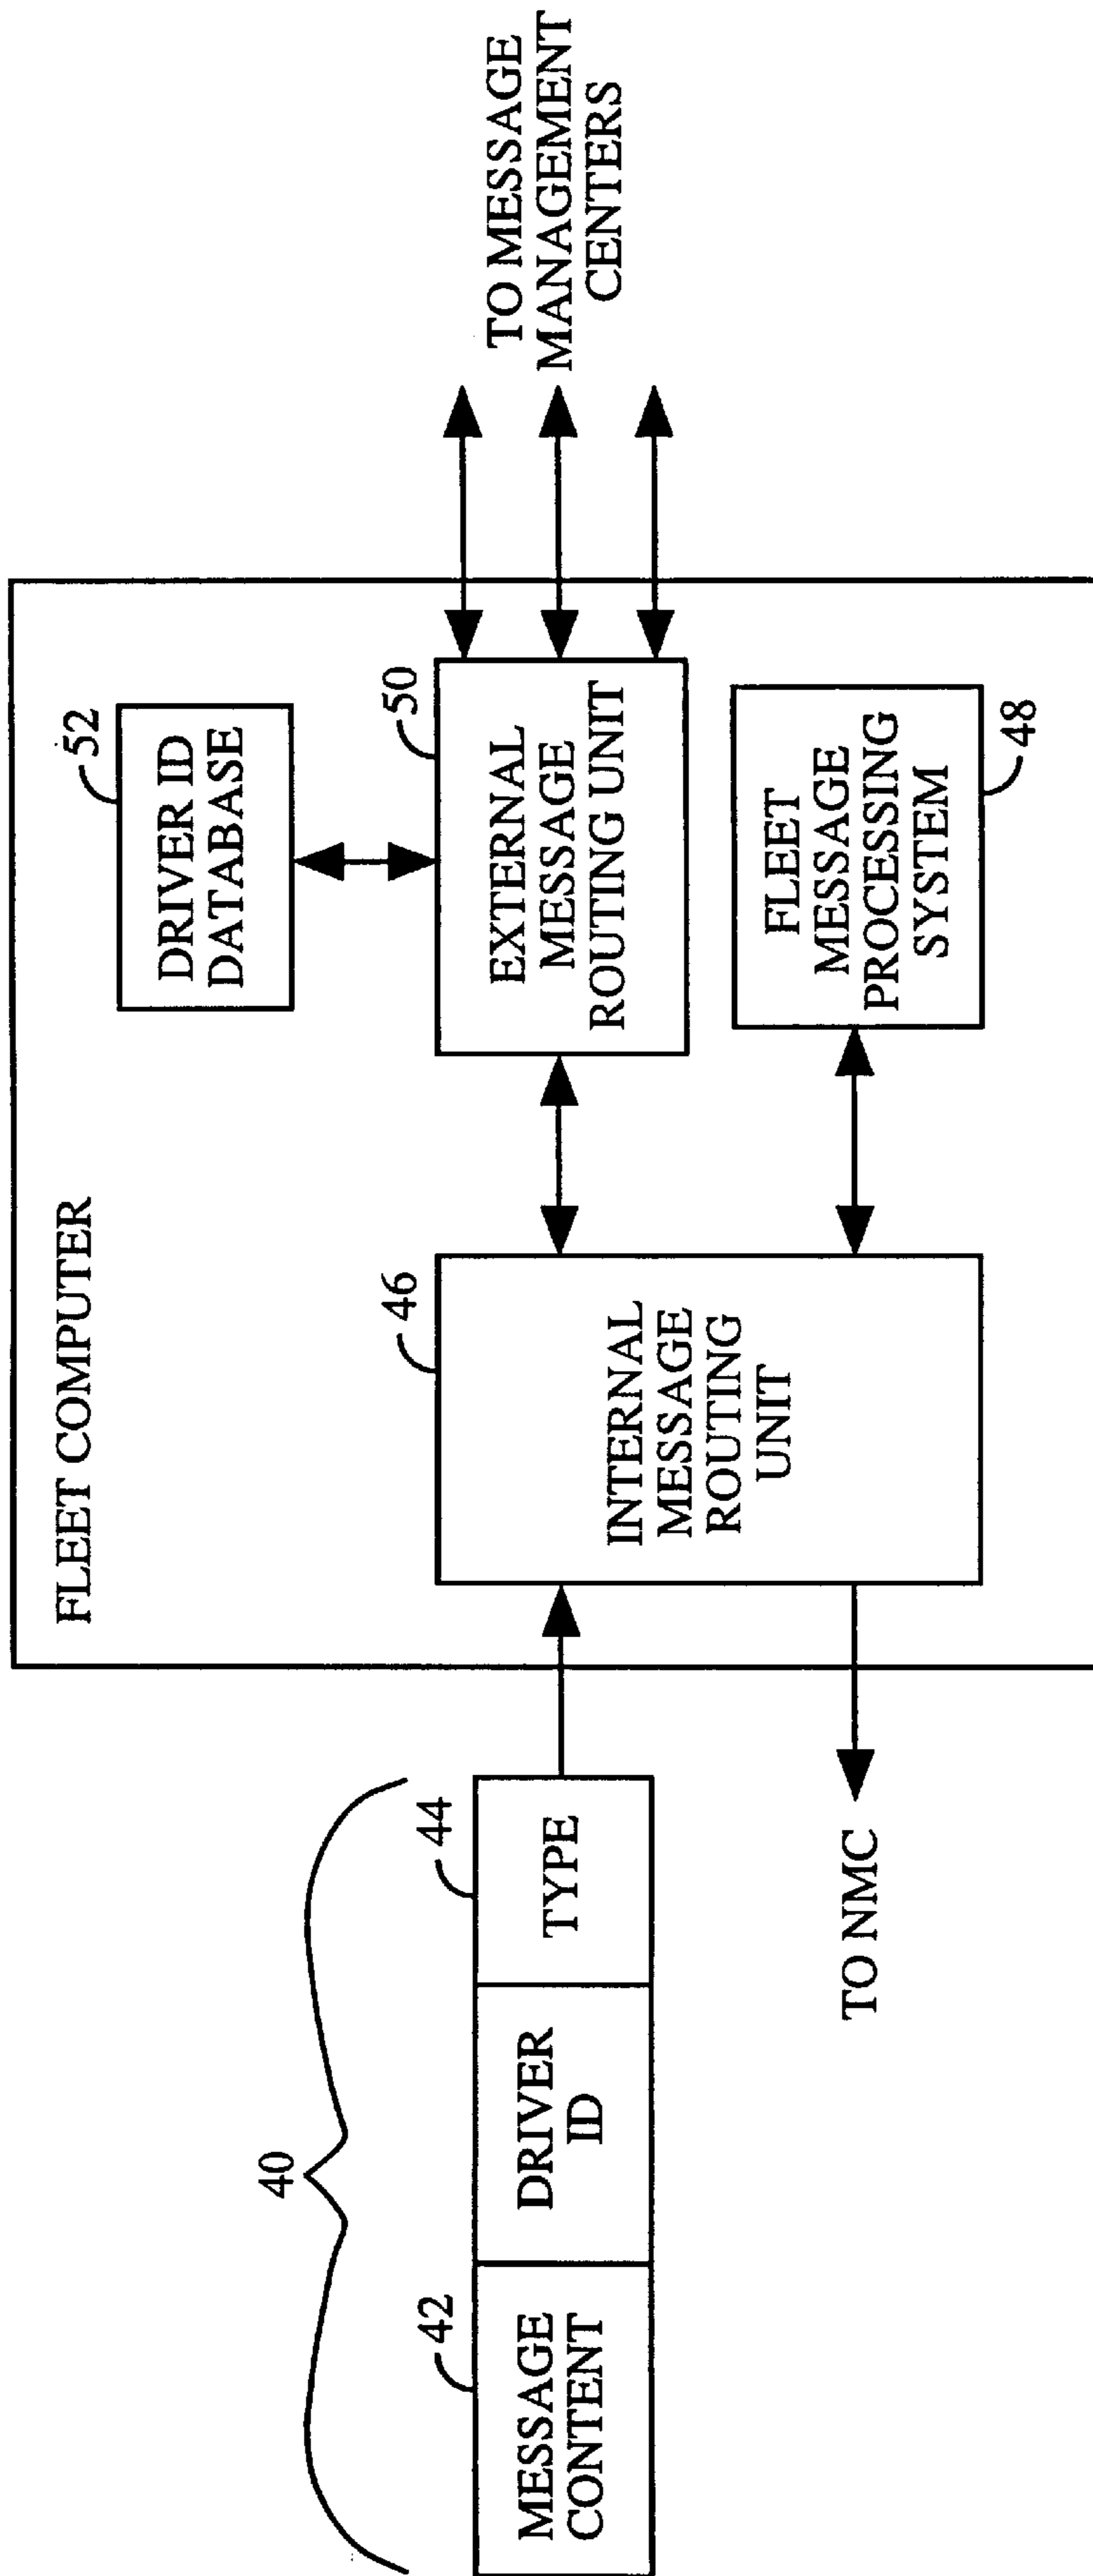 40
42
MESSAGE
CONTENT
DRIVER
ID
44
TYPE
TO NMC
FLEET COMPUTER
46
INTERNAL
MESSAGE
ROUTING
UNIT
52
DRIVER ID
DATABASE
50
EXTERNAL
MESSAGE
ROUTING UNIT
FLEET
MESSAGE
PROCESSING
SYSTEM
48
TO MESSAGE
MANAGEMENT
CENTERS